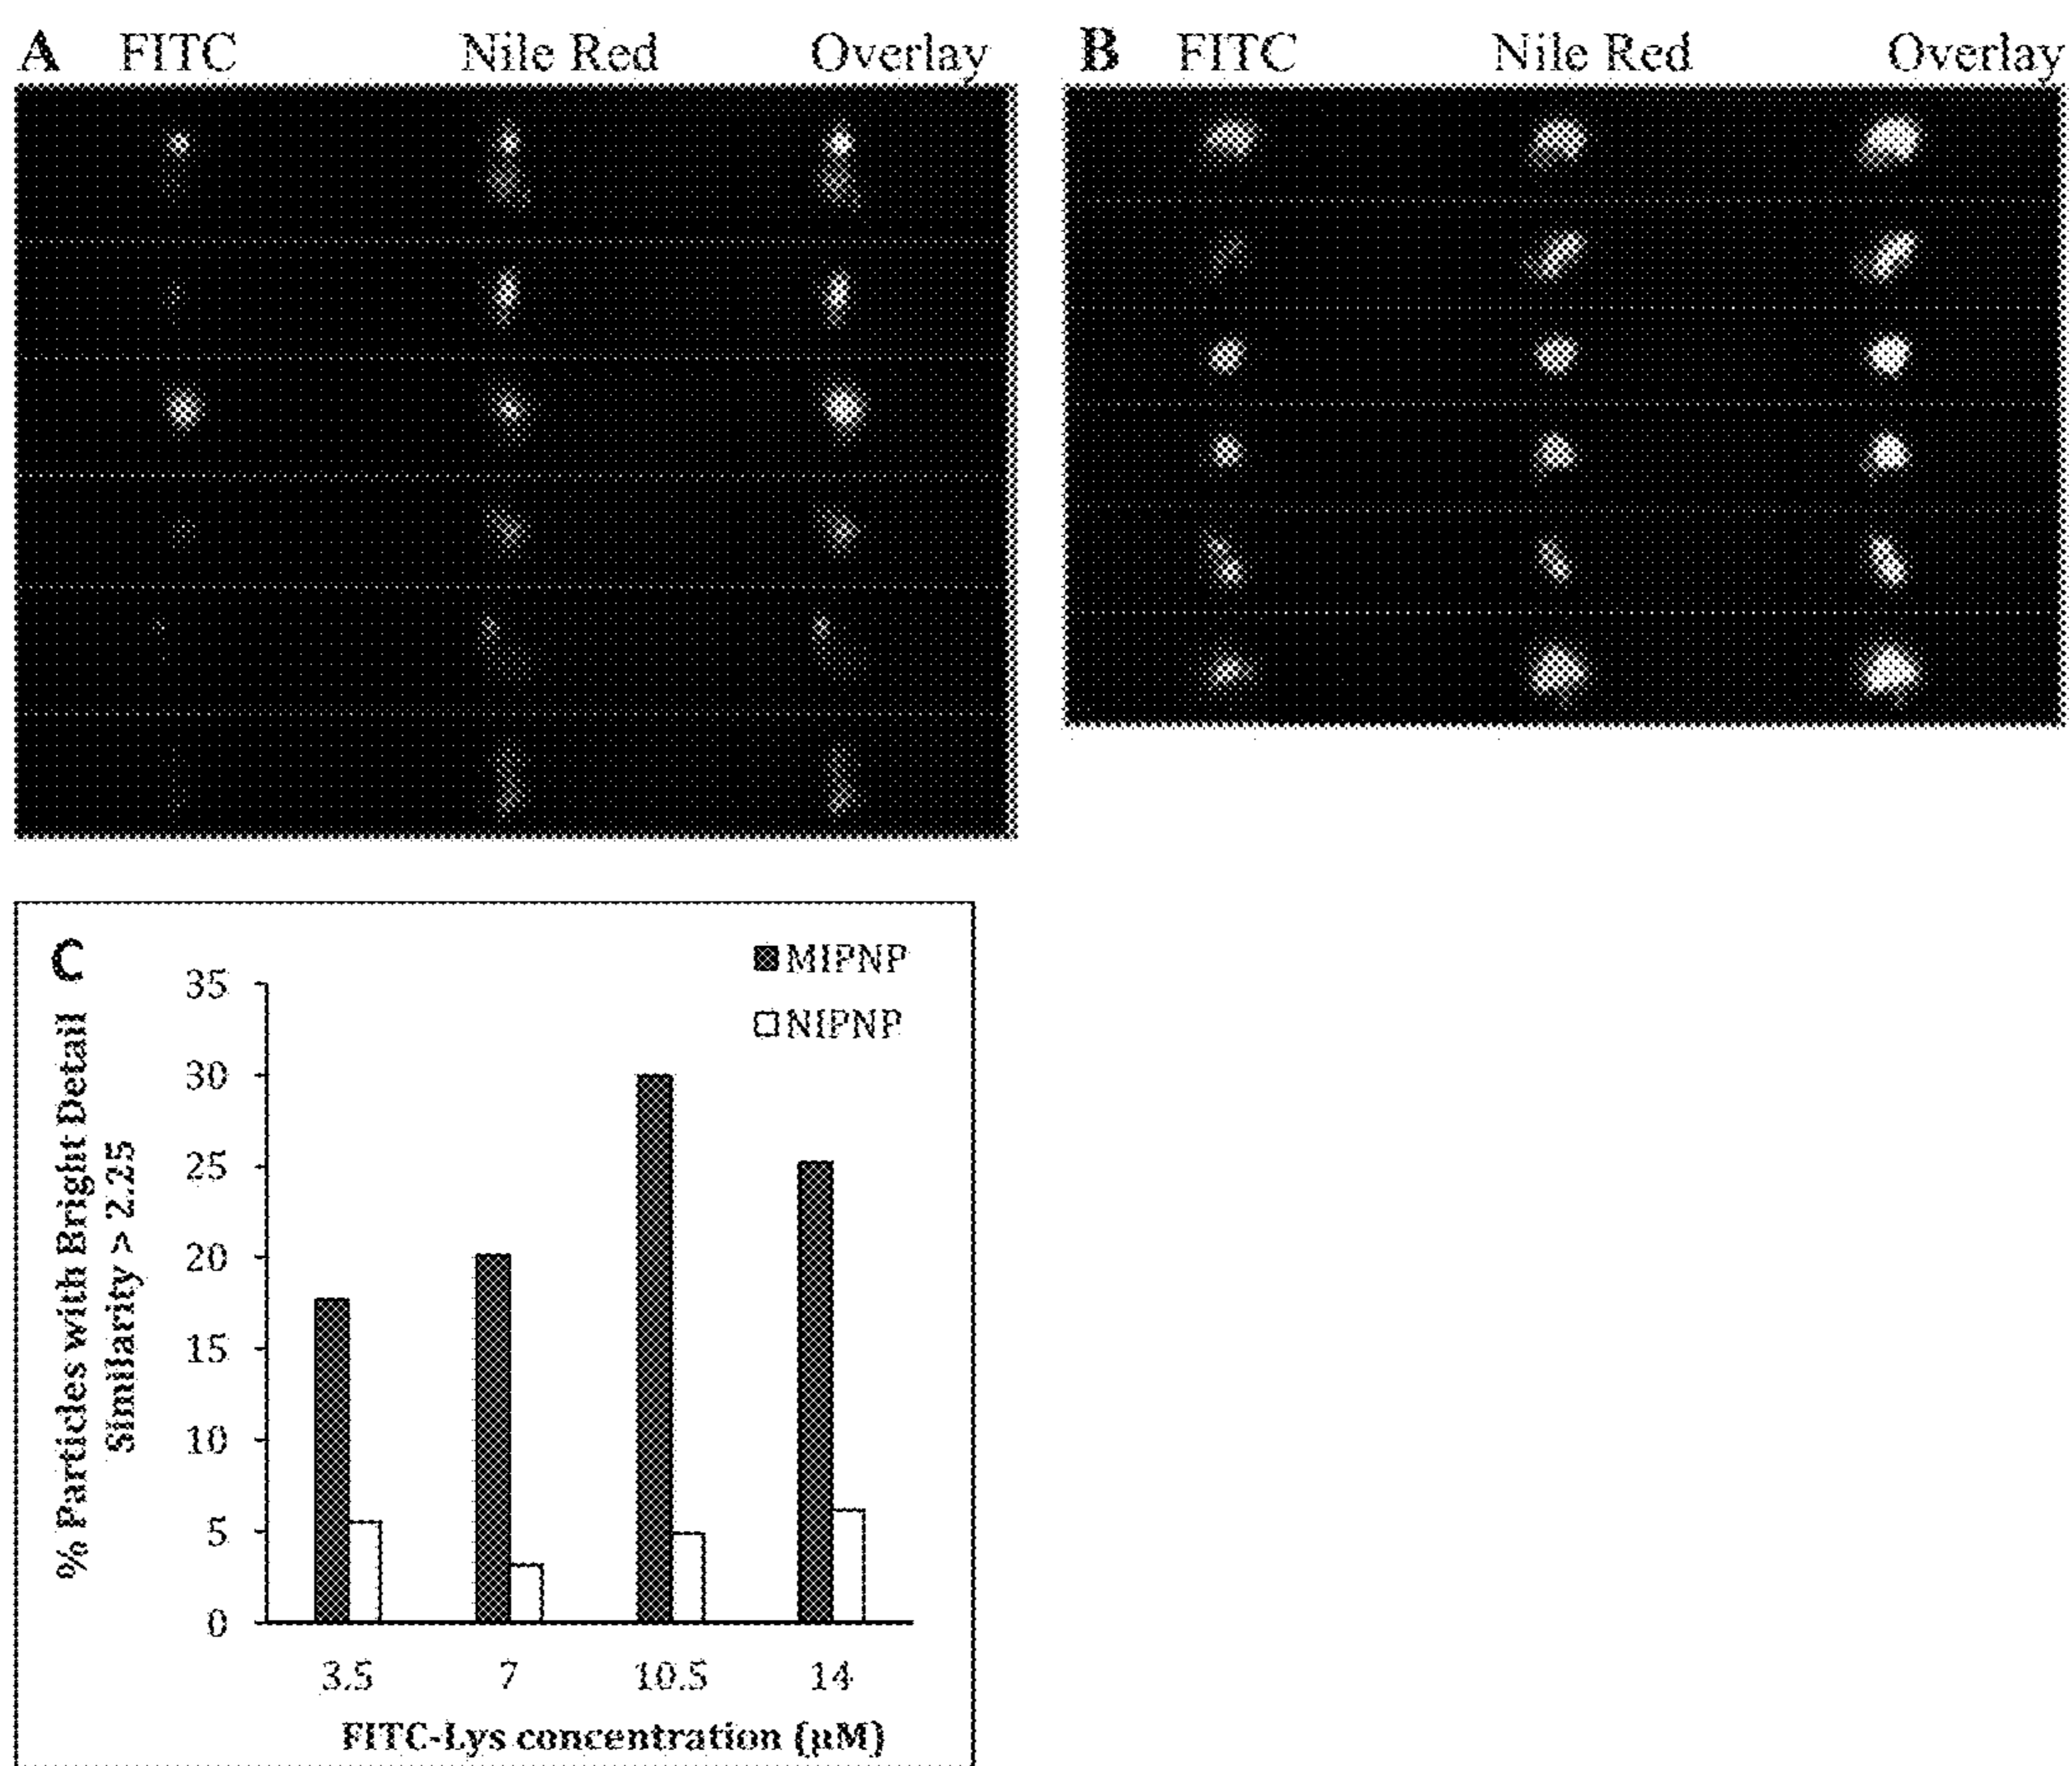 A FITC Nile Red Overlay
B FITC Nile Red Overlay
C
MIPNP
NIPNP
% Particles with Bright Detail
Similarity > 2.25
35
30
25
20
15
10
5
0
3.5 7 10.5 14
FITC-Lys concentration (µM)